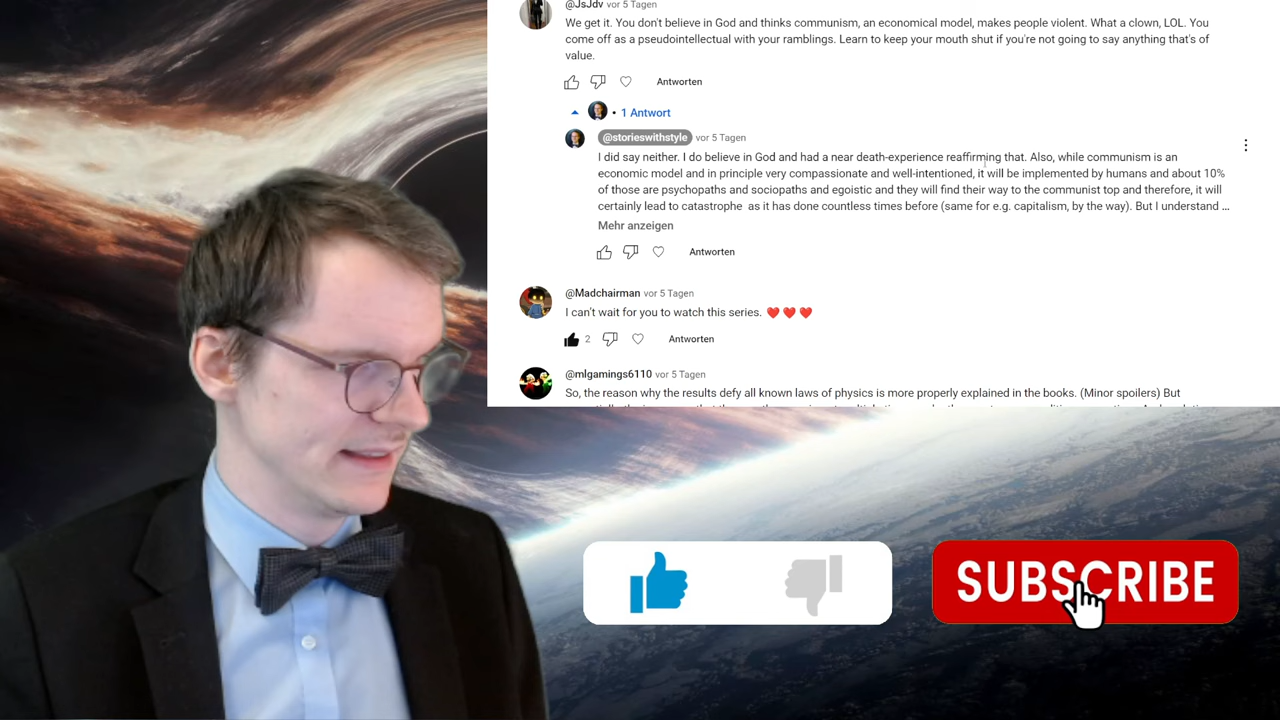 @JsJdv vor 5 Tagen
We get it. You don't believe in God and thinks communism, an economical model, makes people violent. What a clown, LOL. You
come off as a pseudointellectual with your ramblings. Learn to keep your mouth shut if you're not going to say anything that's of
value.
Antworten
• 1 Antwort
@storieswithstyle vor 5 Tagen
I did say neither. I do believe in God and had a near death-experience reaffirming that. Also, while communism is an
economic model and in principle very compassionate and well-intentioned, it will be implemented by humans and about 10%
of those are psychopaths and sociopaths and egoistic and they will find their way to the communist top and therefore, it will
certainly lead to catastrophe as it has done countless times before (same for e.g. capitalism, by the way). But I understand ...
Mehr anzeigen
Antworten
@Madchairman vor 5 Tagen
I can't wait for you to watch this series. ❤️ ❤️ ❤️
2 Antworten
@mlgamings6110 vor 5 Tagen
So, the reason why the results defy all known laws of physics is more properly explained in the books. (Minor spoilers) But
SUBSCRIBE